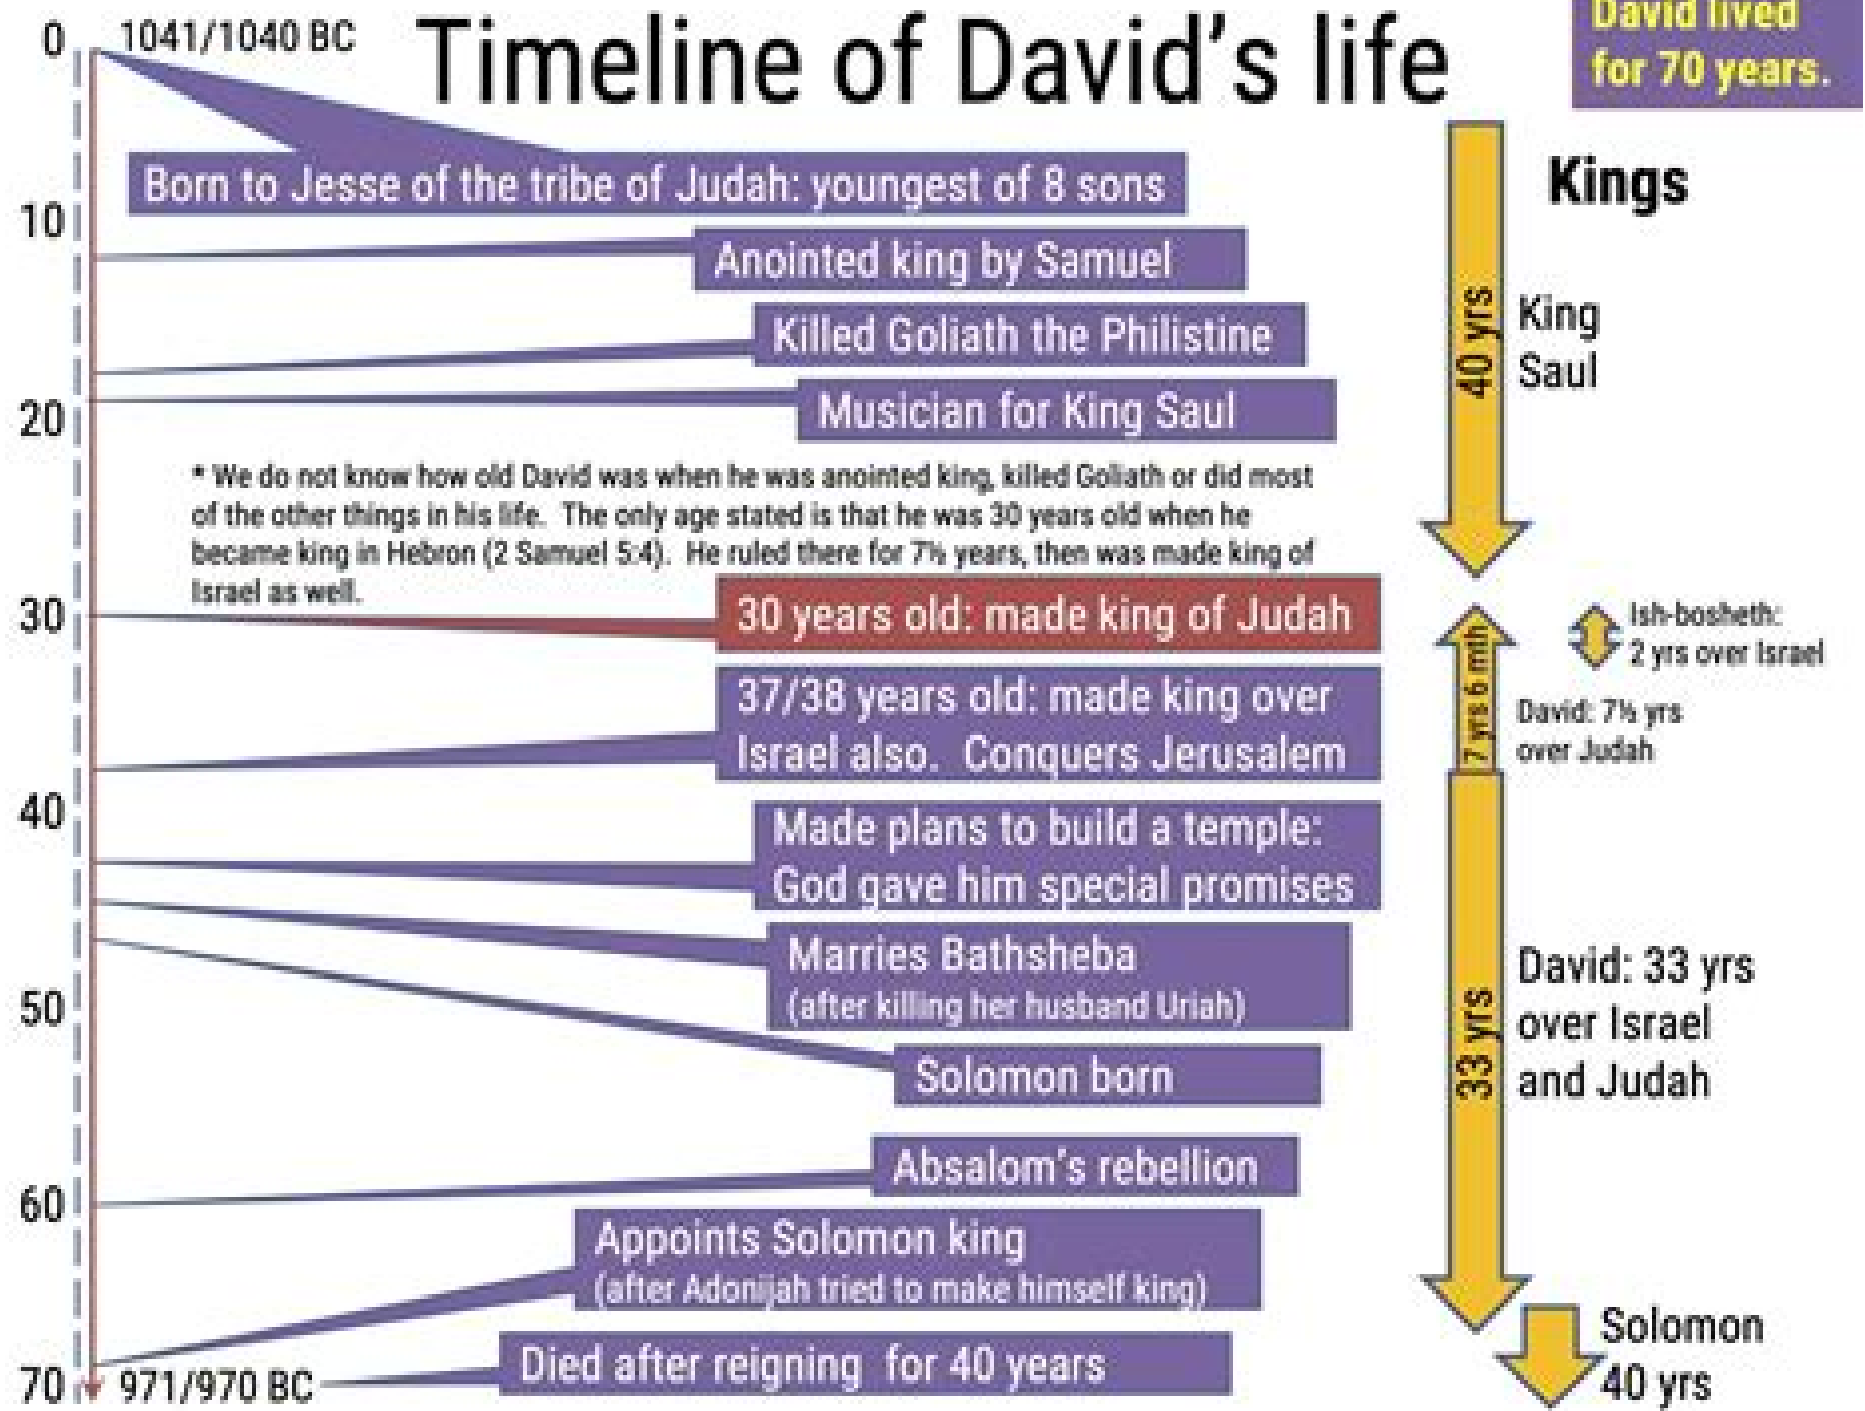 0
1041/1040 BC
Timeline of David's life
David lived
for 70 years.
Born to Jesse of the tribe of Judah: youngest of 8 sons
10
Anointed king by Samuel
Killed Goliath the Philistine
Musician for King Saul
20
* We do not know how old David was when he was anointed king, killed Goliath or did most
of the other things in his life. The only age stated is that he was 30 years old when he
became king in Hebron (2 Samuel 5:4). He ruled there for 7½ years, then was made king of
Israel as well.
30
30 years old: made king of Judah
37/38 years old: made king over
Israel also. Conquers Jerusalem
40
Made plans to build a temple:
God gave him special promises
Marries Bathsheba
(after killing her husband Uriah)
50
Solomon born
Absalom's rebellion
60
Appoints Solomon king
(after Adonijah tried to make himself king)
Died after reigning for 40 years
70
971/970 BC
Kings
40 yrs
King
Saul
Ish-bosheth:
2 yrs over Israel
7 yrs 6 mth
David: 7½ yrs
over Judah
33 yrs
David: 33 yrs
over Israel
and Judah
Solomon
40 yrs